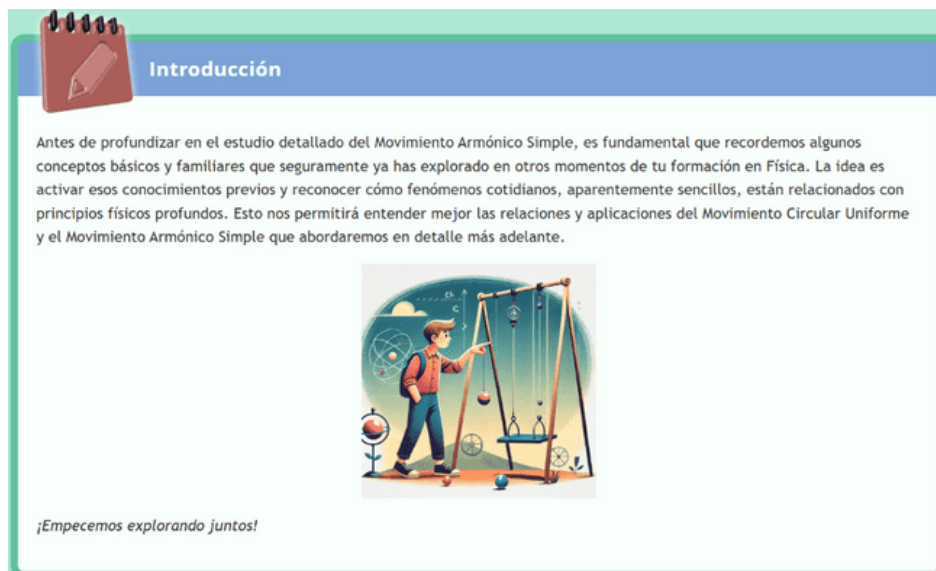 Introducción
Antes de profundizar en el estudio detallado del Movimiento Armónico Simple, es fundamental que recordemos algunos
conceptos básicos y familiares que seguramente ya has explorado en otros momentos de tu formación en Física. La idea es
activar esos conocimientos previos y reconocer cómo fenómenos cotidianos, aparentemente sencillos, están relacionados con
principios físicos profundos. Esto nos permitirá entender mejor las relaciones y aplicaciones del Movimiento Circular Uniforme
y el Movimiento Armónico Simple que abordaremos en detalle más adelante.
¡Empecemos explorando juntos!